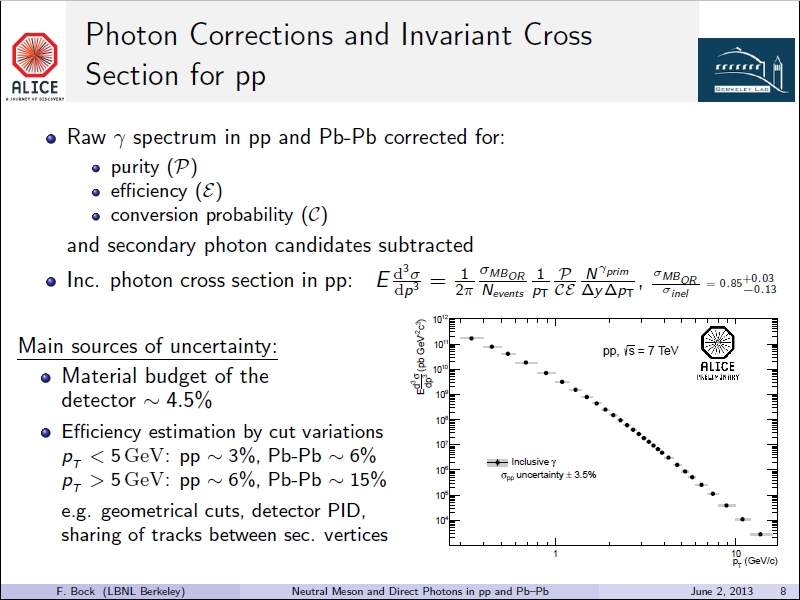 Photon Corrections and Invariant Cross
Section for pp
ALICE
A JOURNEY OF DISCOVERY
BERKELEY LAB
Raw γ spectrum in pp and Pb-Pb corrected for:
purity (𝒫)
efficiency (ℰ)
conversion probability (𝒞)
and secondary photon candidates subtracted
Inc. photon cross section in pp: E d³σ/dp³ = 1/2π σ_MB_OR/N_events 1/p_T 𝒫/𝒞ℰ N^γprim/Δy Δp_T , σ_MB_OR/σ_inel = 0.85 +0.03 −0.13
Main sources of uncertainty:
Material budget of the
detector ∼ 4.5%
Efficiency estimation by cut variations
p_T < 5 GeV: pp ∼ 3%, Pb-Pb ∼ 6%
p_T > 5 GeV: pp ∼ 6%, Pb-Pb ∼ 15%
e.g. geometrical cuts, detector PID,
sharing of tracks between sec. vertices
E d³σ/dp³ (pb GeV⁻²c³)
10¹²
10¹¹
10¹⁰
10⁹
10⁸
10⁷
10⁶
10⁵
10⁴
pp, √s = 7 TeV
ALICE
PRELIMINARY
Inclusive γ
σ_pp uncertainty ± 3.5%
1 10
p_T (GeV/c)
F. Bock (LBNL Berkeley) Neutral Meson and Direct Photons in pp and Pb–Pb June 2, 2013 8